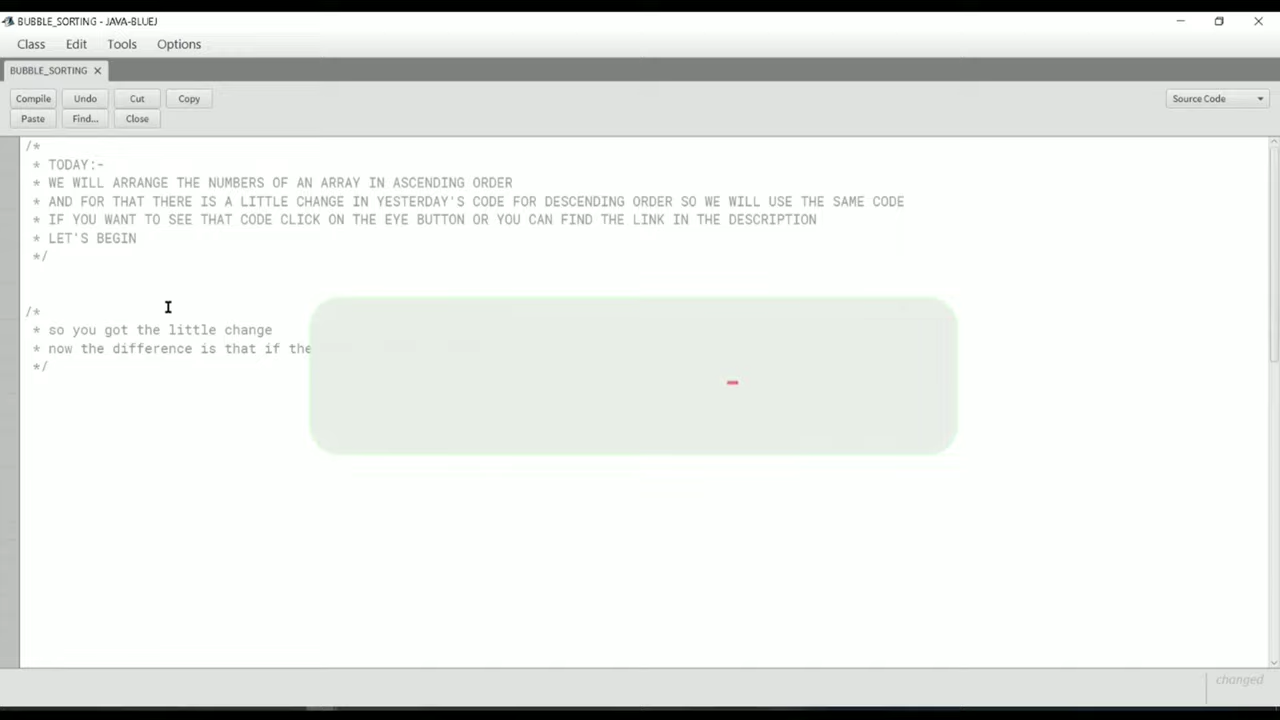 BUBBLE_SORTING - JAVA-BLUEJ
Class Edit Tools Options
BUBBLE_SORTING ×
Compile Undo Cut Copy Source Code
Paste Find... Close
/*
* TODAY:-
* WE WILL ARRANGE THE NUMBERS OF AN ARRAY IN ASCENDING ORDER
* AND FOR THAT THERE IS A LITTLE CHANGE IN YESTERDAY'S CODE FOR DESCENDING ORDER SO WE WILL USE THE SAME CODE
* IF YOU WANT TO SEE THAT CODE CLICK ON THE EYE BUTTON OR YOU CAN FIND THE LINK IN THE DESCRIPTION
* LET'S BEGIN
*/
/*
* so you got the little change
* now the difference is that if the
*/
changed